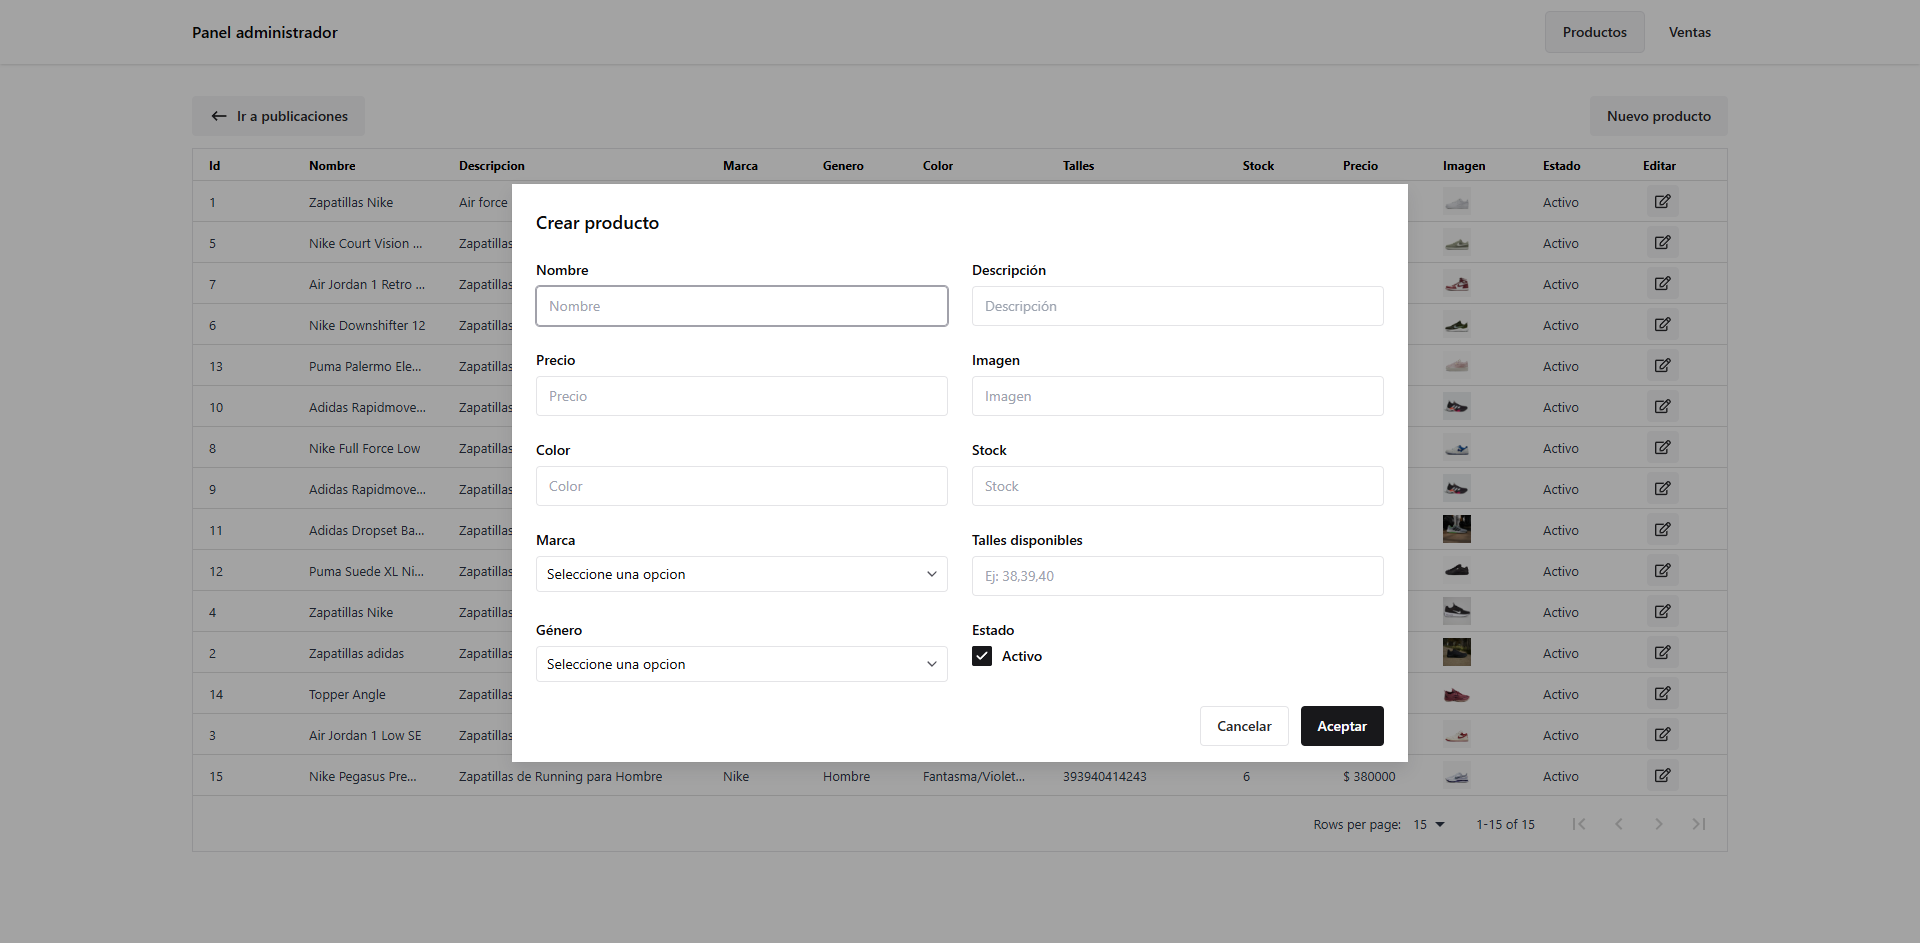 Panel administrador
Productos
Ventas
Ir a publicaciones
Nuevo producto
Id Nombre Descripcion Marca Genero Color Talles Stock Precio Imagen Estado Editar
1 Zapatillas Nike Air force Activo
5 Nike Court Vision ... Zapatillas Activo
7 Air Jordan 1 Retro ... Zapatillas Activo
6 Nike Downshifter 12 Zapatillas Activo
13 Puma Palermo Ele... Zapatillas Activo
10 Adidas Rapidmove... Zapatillas Activo
8 Nike Full Force Low Zapatillas Activo
9 Adidas Rapidmove... Zapatillas Activo
11 Adidas Dropset Ba... Zapatillas Activo
12 Puma Suede XL Ni... Zapatillas Activo
4 Zapatillas Nike Zapatillas Activo
2 Zapatillas adidas Zapatillas Activo
14 Topper Angle Zapatillas Activo
3 Air Jordan 1 Low SE Zapatillas Activo
15 Nike Pegasus Pre... Zapatillas de Running para Hombre Nike Hombre Fantasma/Violet... 393940414243 6 $ 380000 Activo
Rows per page: 15 1-15 of 15
Crear producto
Nombre
Nombre
Descripción
Descripción
Precio
Precio
Imagen
Imagen
Color
Color
Stock
Stock
Marca
Seleccione una opcion
Talles disponibles
Ej: 38,39,40
Género
Seleccione una opcion
Estado
Activo
Cancelar
Aceptar